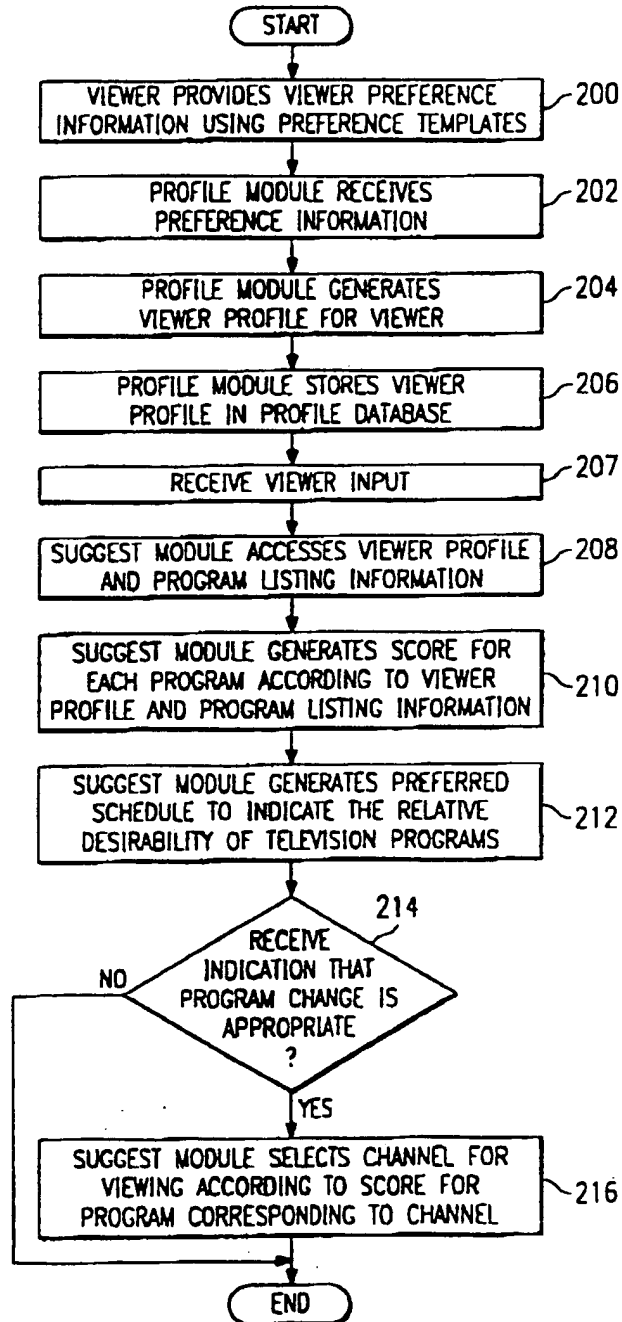 START
VIEWER PROVIDES VIEWER PREFERENCE
INFORMATION USING PREFERENCE TEMPLATES
200
PROFILE MODULE RECEIVES
PREFERENCE INFORMATION
202
PROFILE MODULE GENERATES
VIEWER PROFILE FOR VIEWER
204
PROFILE MODULE STORES VIEWER
PROFILE IN PROFILE DATABASE
206
RECEIVE VIEWER INPUT
207
SUGGEST MODULE ACCESSES VIEWER PROFILE
AND PROGRAM LISTING INFORMATION
208
SUGGEST MODULE GENERATES SCORE FOR
EACH PROGRAM ACCORDING TO VIEWER
PROFILE AND PROGRAM LISTING INFORMATION
210
SUGGEST MODULE GENERATES PREFERRED
SCHEDULE TO INDICATE THE RELATIVE
DESIRABILITY OF TELEVISION PROGRAMS
212
214
RECEIVE
INDICATION THAT
PROGRAM CHANGE IS
APPROPRIATE
?
NO
YES
SUGGEST MODULE SELECTS CHANNEL FOR
VIEWING ACCORDING TO SCORE FOR
PROGRAM CORRESPONDING TO CHANNEL
216
END